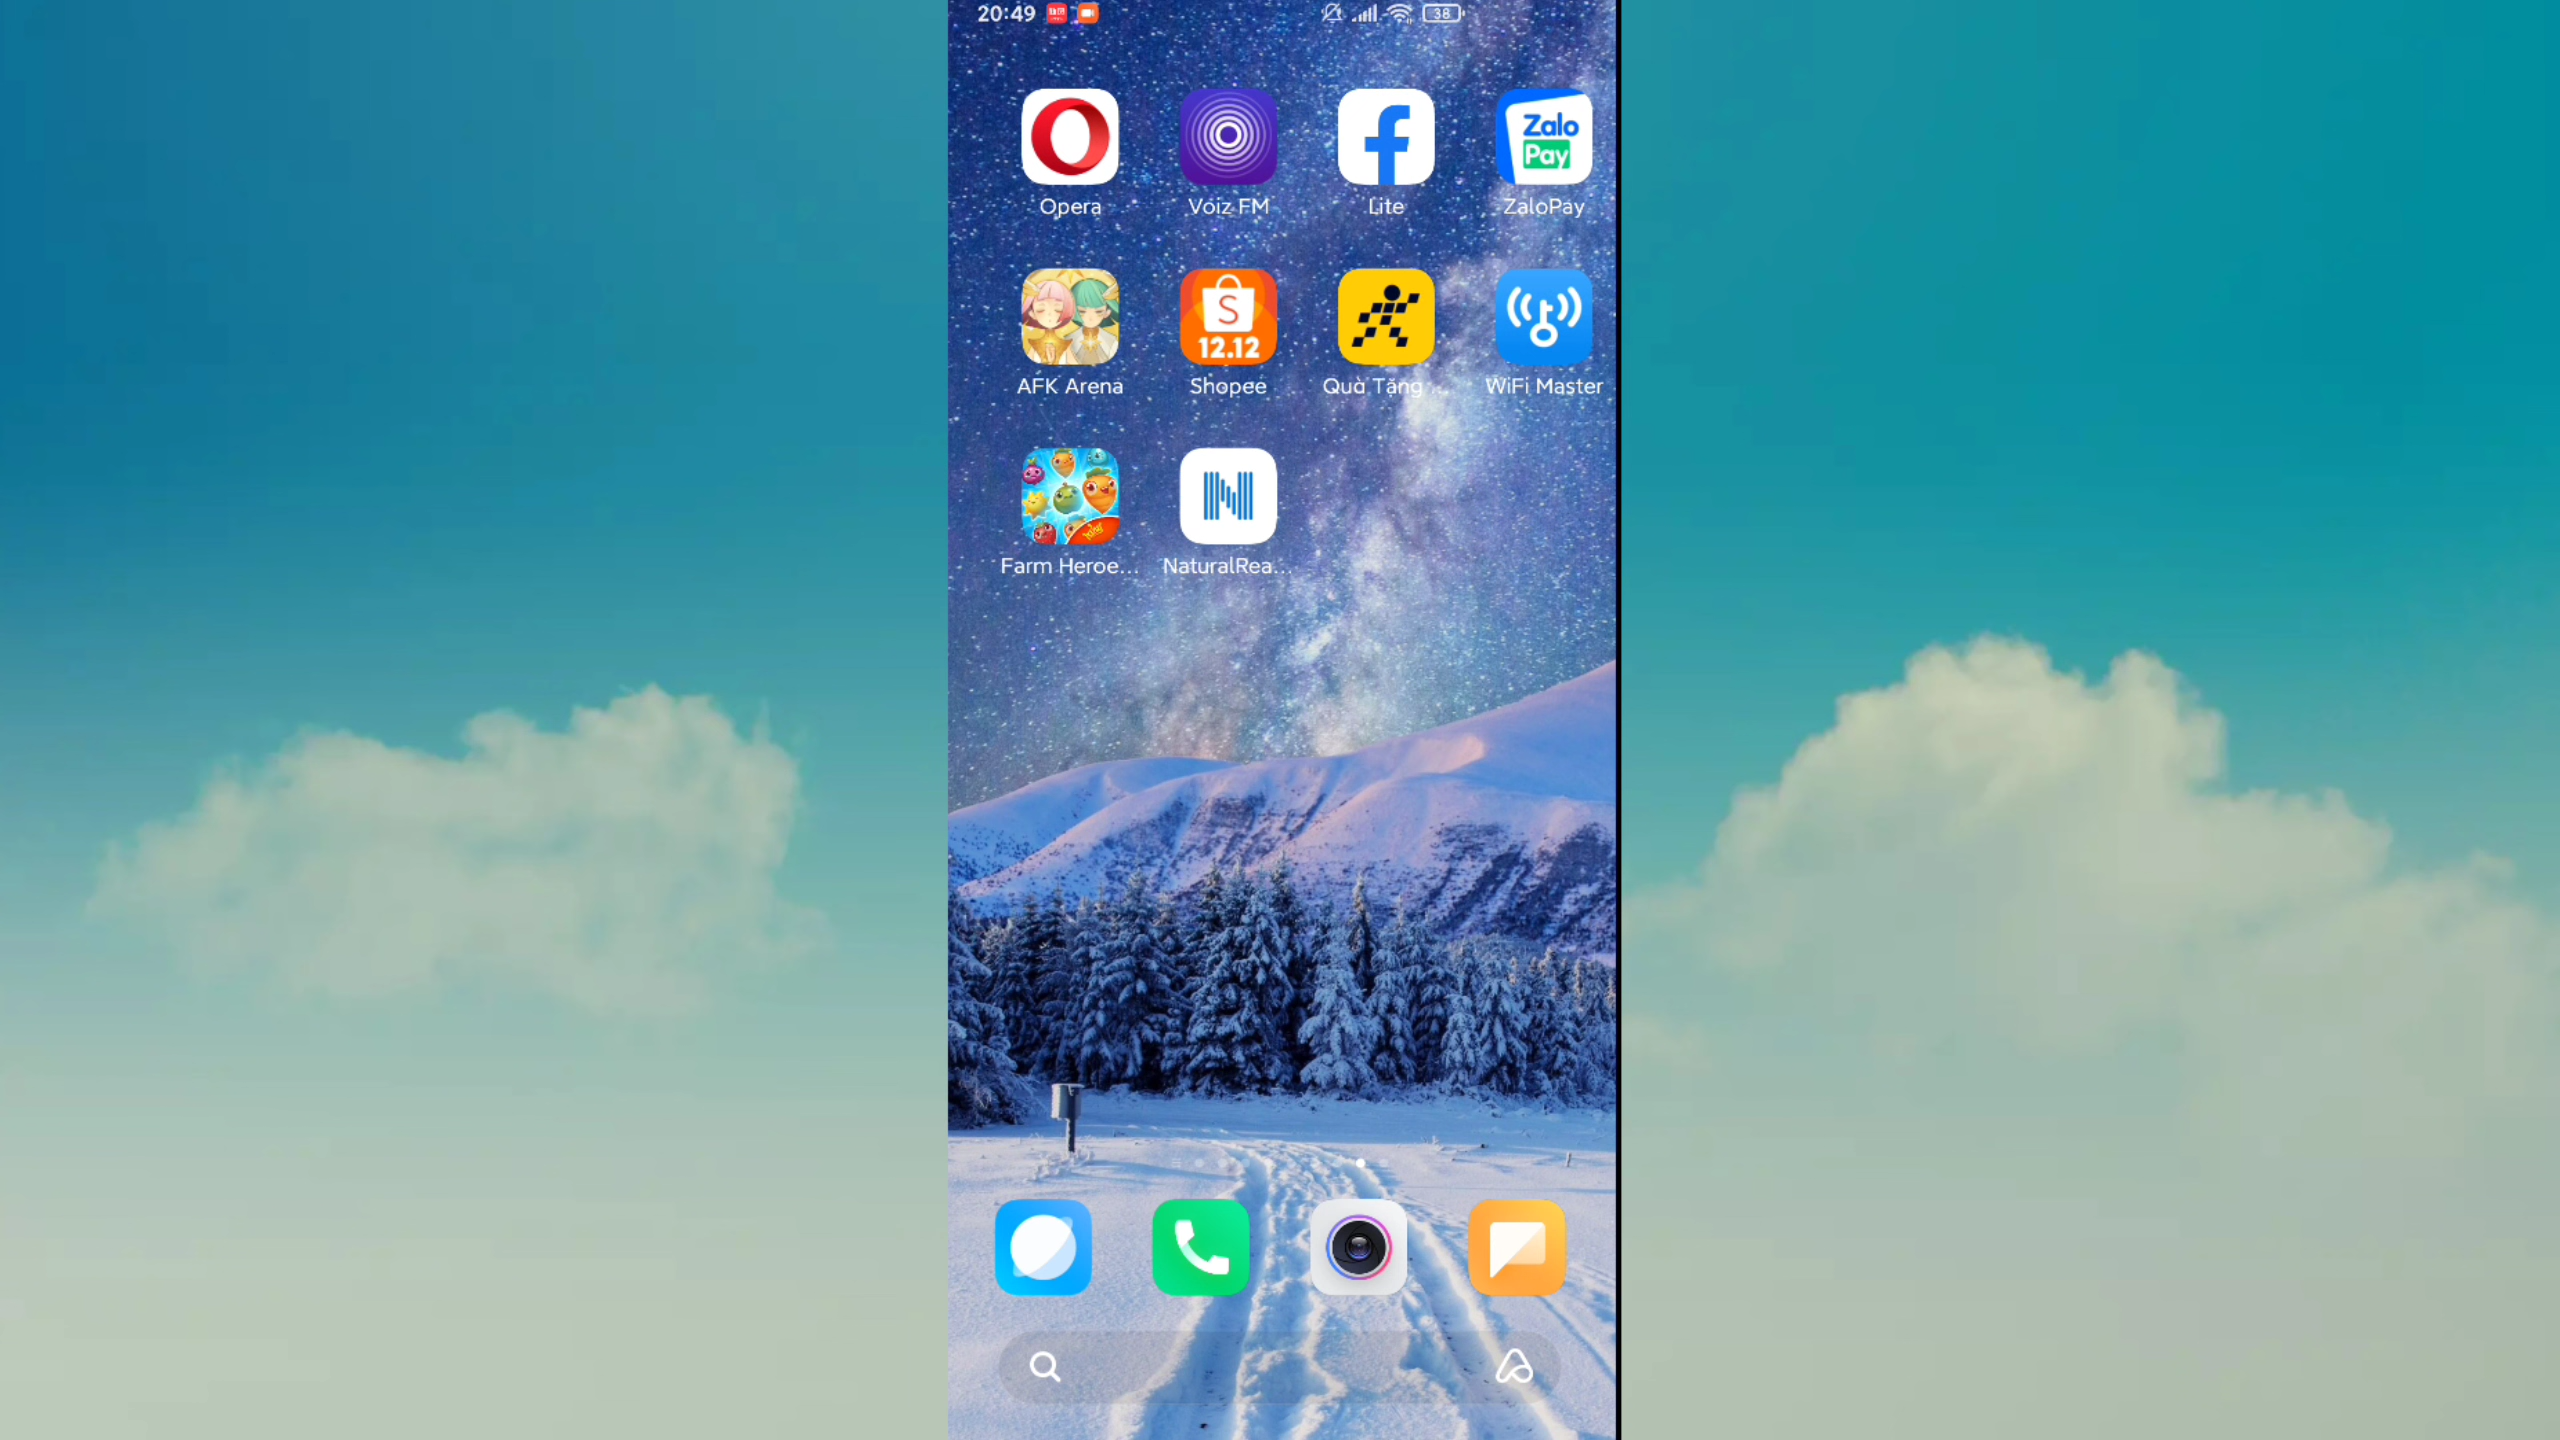 20:49
38
Opera
Voiz FM
Lite
Zalo
Pay
ZaloPay
S
12.12
AFK Arena
Shopee
Quà Tặng ...
WiFi Master
King
N
Farm Heroe...
NaturalRea...